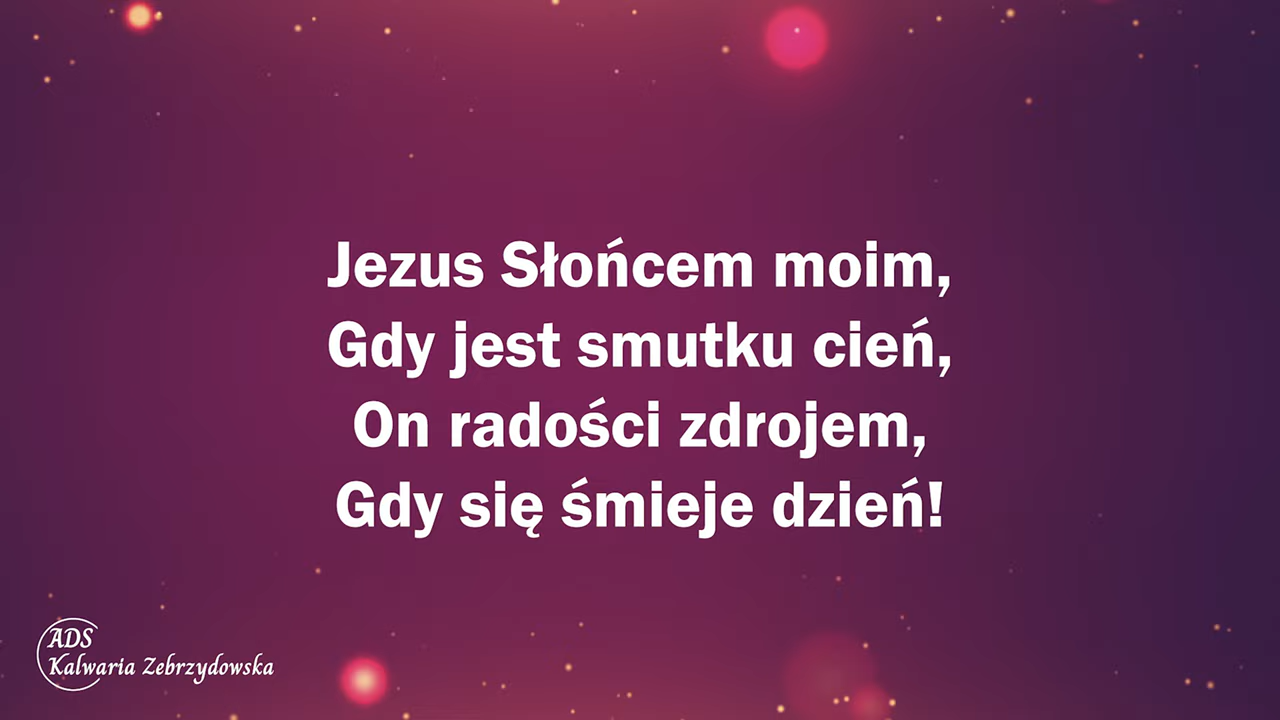 Jezus Słońcem moim,
Gdy jest smutku cień,
On radości zdrojem,
Gdy się śmieje dzień!
ADS
Kalwaria Zebrzydowska